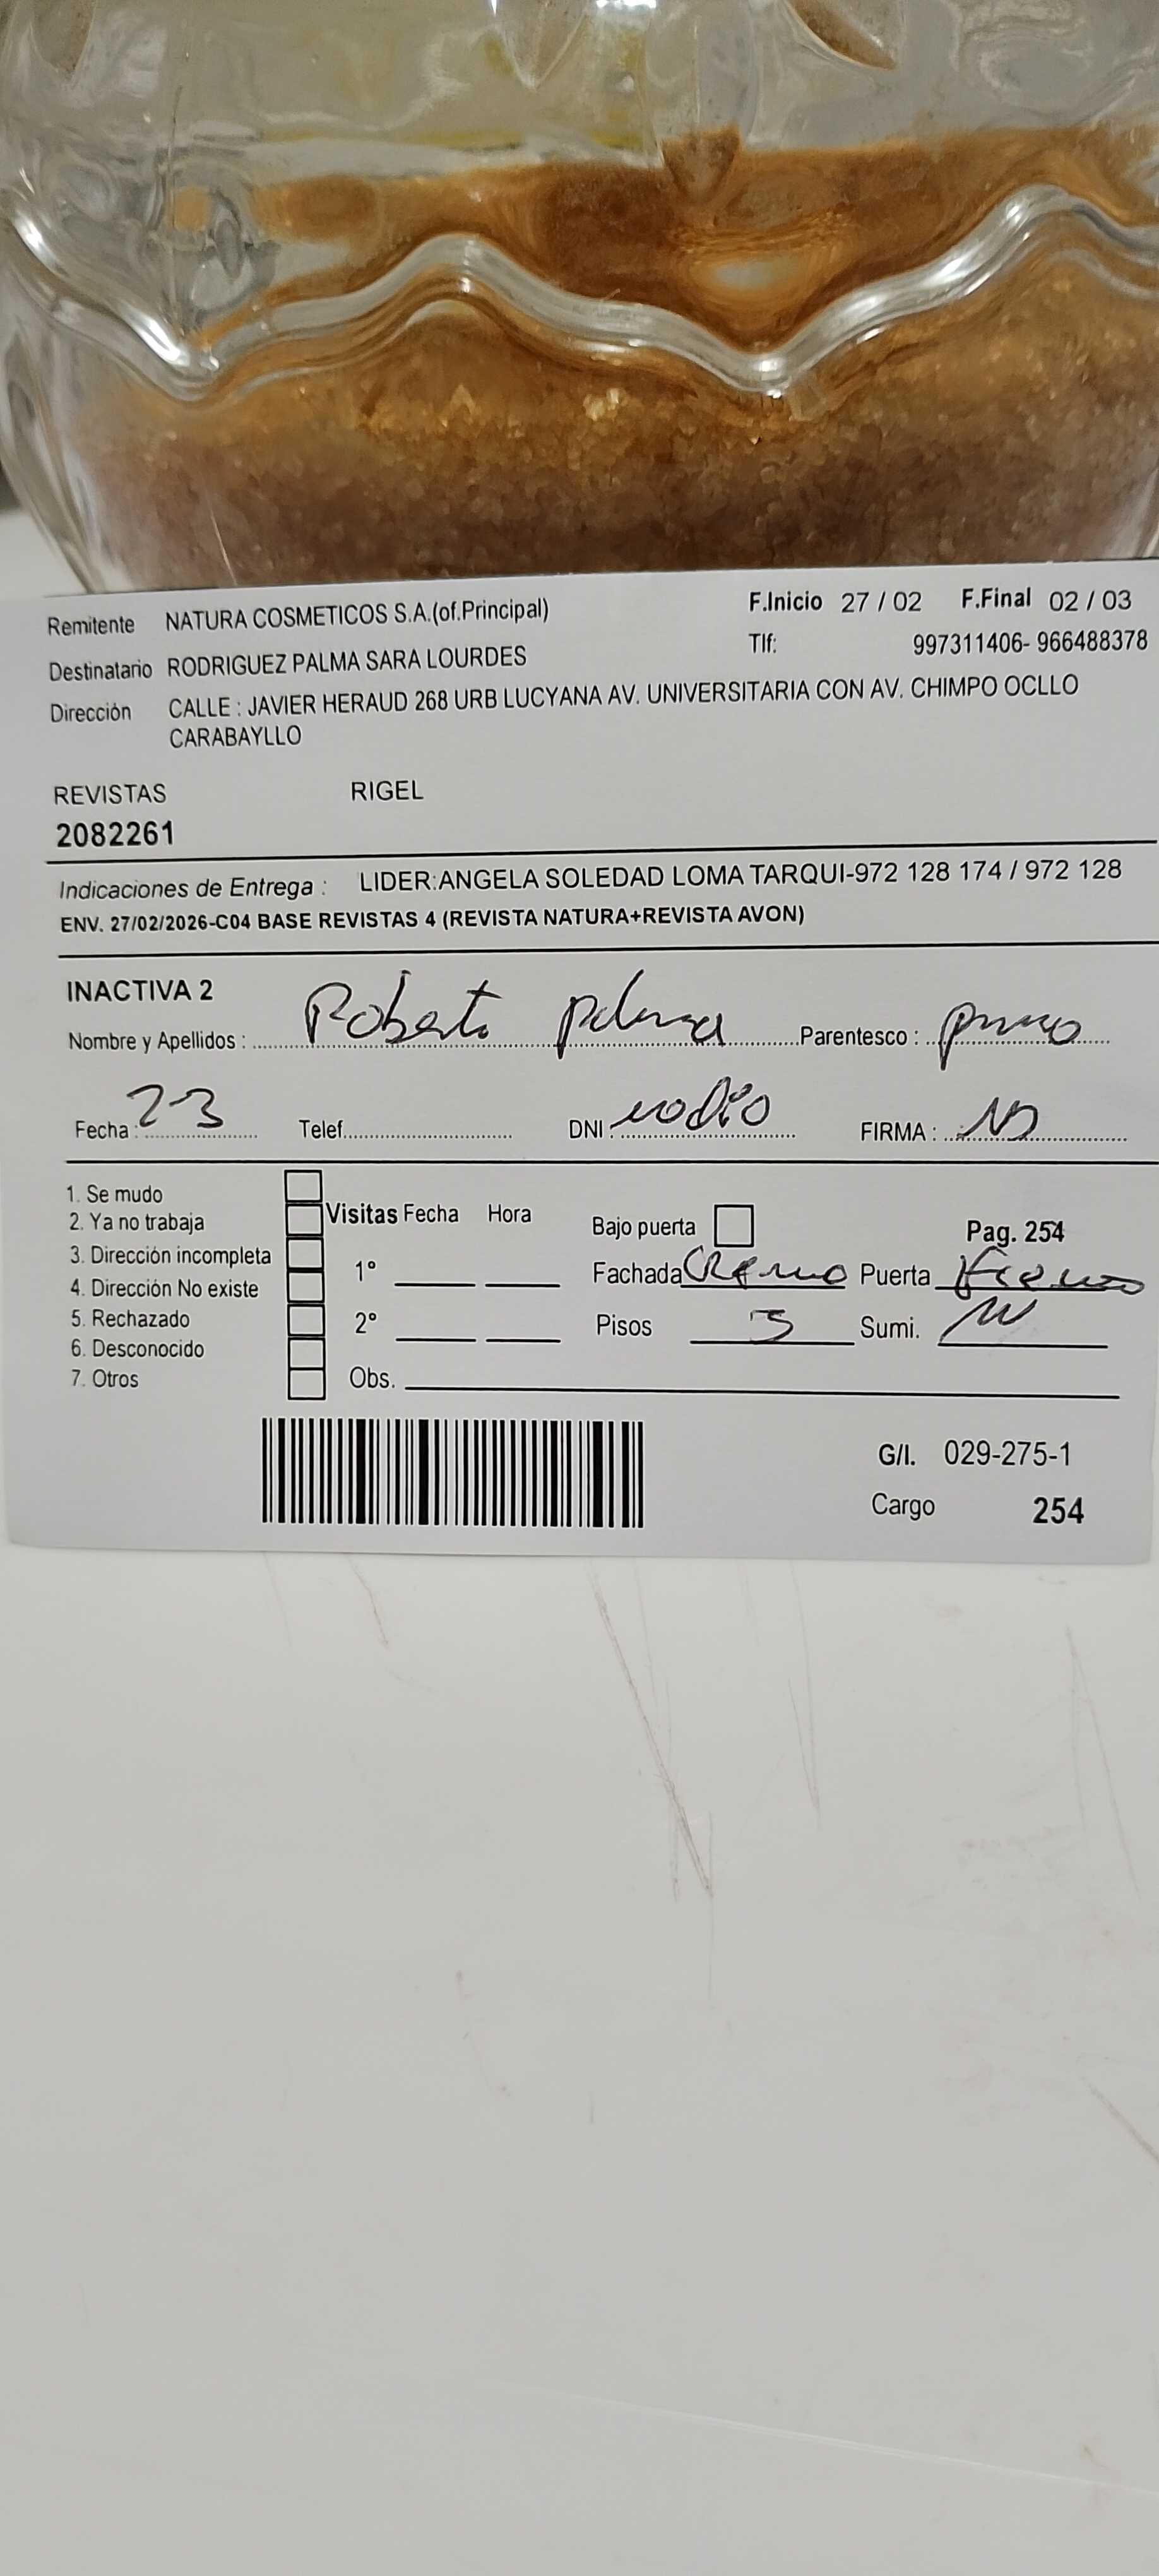 Remitente NATURA COSMETICOS S.A.(of.Principal) F.Inicio 27 / 02 F.Final 02 / 03
Destinatario RODRIGUEZ PALMA SARA LOURDES Tlf: 997311406- 966488378
Dirección CALLE : JAVIER HERAUD 268 URB LUCYANA AV. UNIVERSITARIA CON AV. CHIMPO OCLLO
CARABAYLLO
REVISTAS RIGEL
2082261
Indicaciones de Entrega : LIDER:ANGELA SOLEDAD LOMA TARQUI-972 128 174 / 972 128
ENV. 27/02/2026-C04 BASE REVISTAS 4 (REVISTA NATURA+REVISTA AVON)
INACTIVA 2
Nombre y Apellidos : Roberto palma Parentesco : primo
Fecha : 2-3 Telef. DNI : no dio FIRMA :
1. Se mudo
2. Ya no trabaja Visitas Fecha Hora Bajo puerta Pag. 254
3. Dirección incompleta 1° Fachada Cremo Puerta
4. Dirección No existe
5. Rechazado 2° Pisos 3 Sumi.
6. Desconocido
7. Otros Obs.
G/I. 029-275-1
Cargo 254